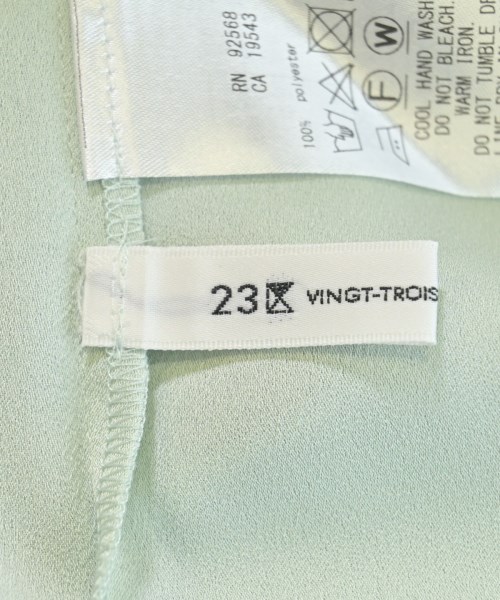 RN 92568
CA 19543
100% polyester
F W
COOL HAND WASH
DO NOT BLEACH.
WARM IRON.
DO NOT TUMBLE
23 VINGT-TROIS